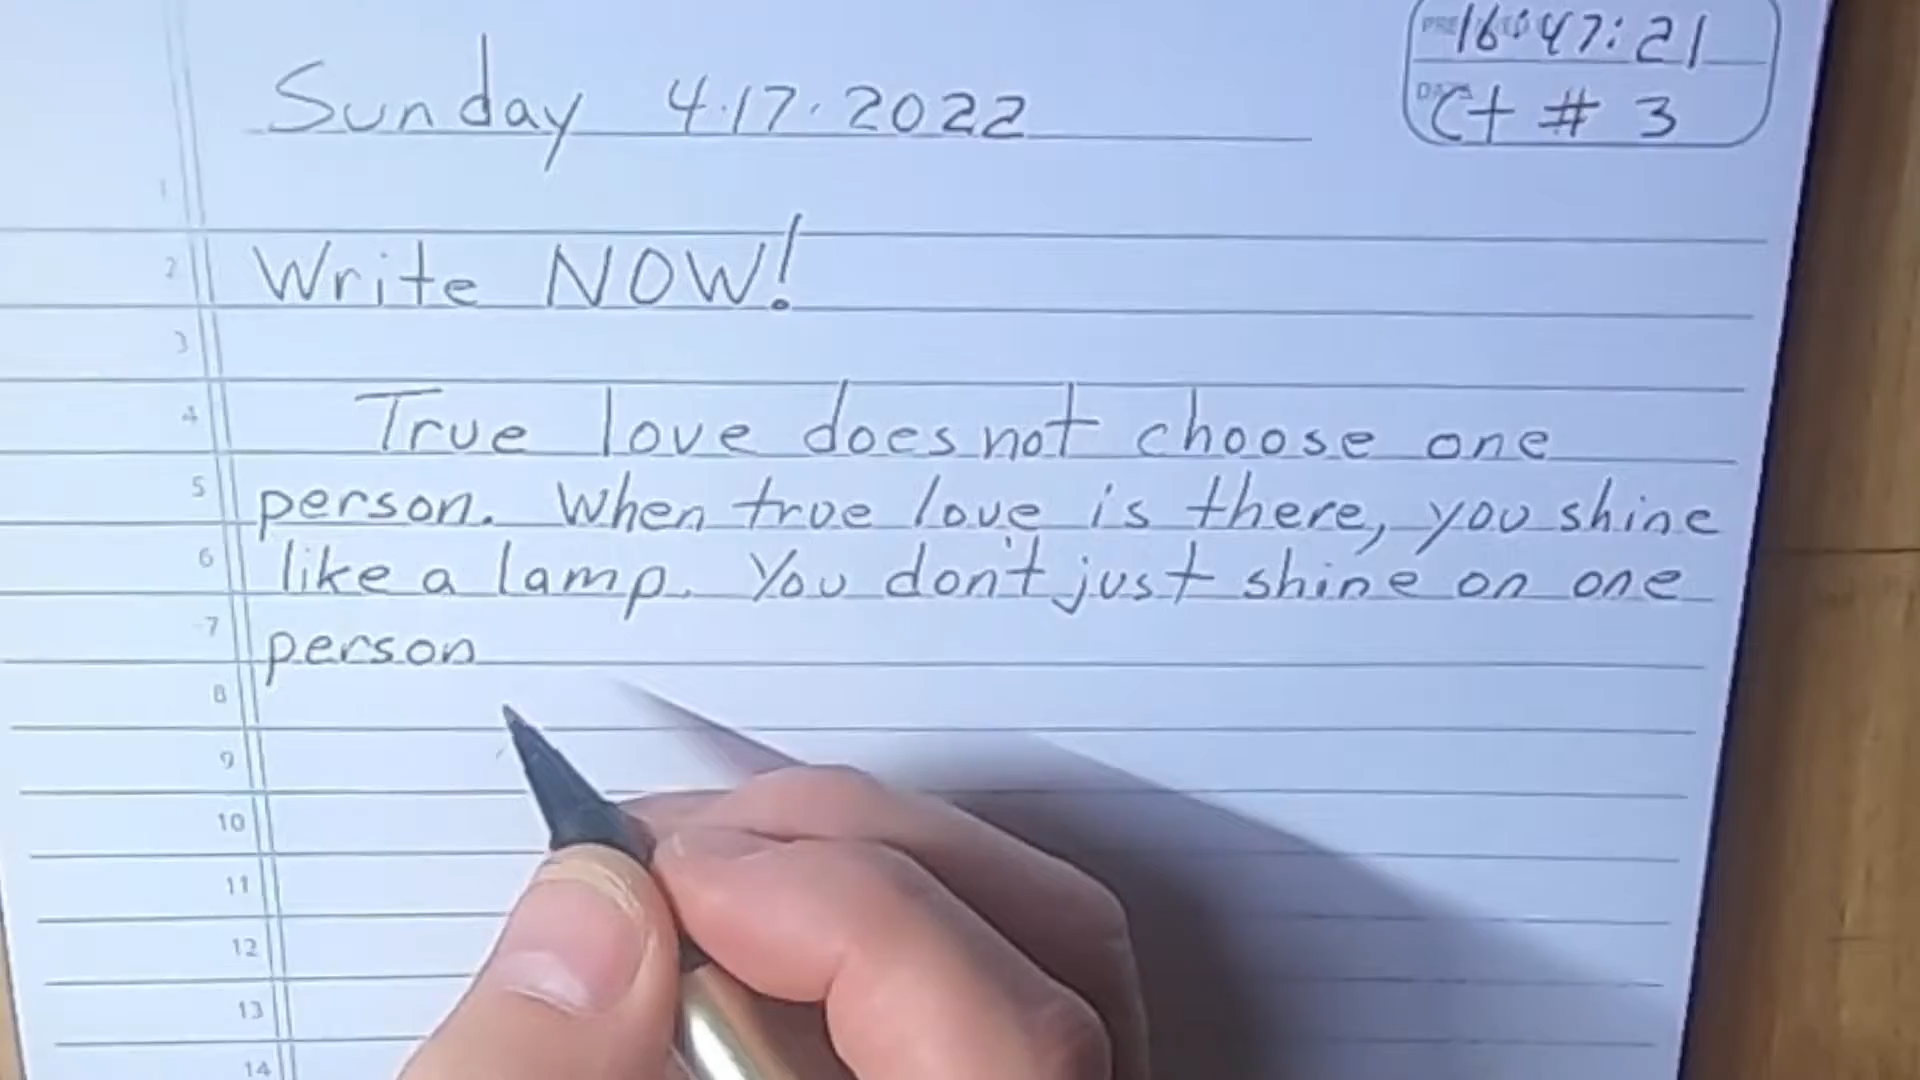 16:47:21
Sunday 4.17.2022
Ct # 3
1
2 Write NOW!
3
4 True love does not choose one
5 person. When true love is there, you shine
6 like a lamp. You don't just shine on one
7 person
8
9
10
11
12
13
14